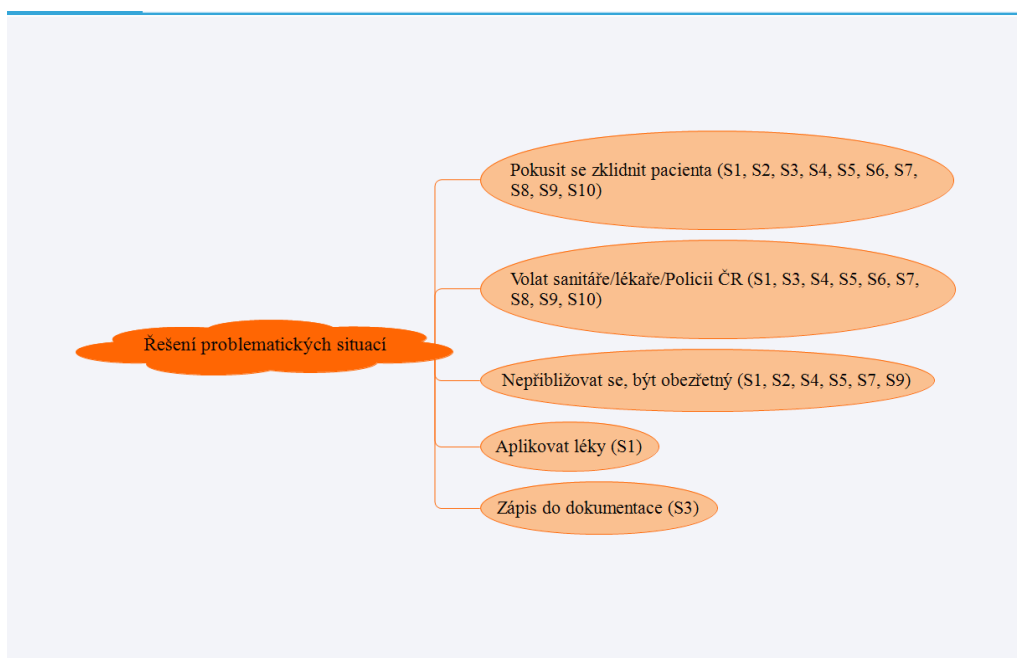 Pokusit se zklidnit pacienta (S1, S2, S3, S4, S5, S6, S7,
S8, S9, S10)
Volat sanitáře/lékaře/Policii ČR (S1, S3, S4, S5, S6, S7,
S8, S9, S10)
Řešení problematických situací
Nepřibližovat se, být obezřetný (S1, S2, S4, S5, S7, S9)
Aplikovat léky (S1)
Zápis do dokumentace (S3)